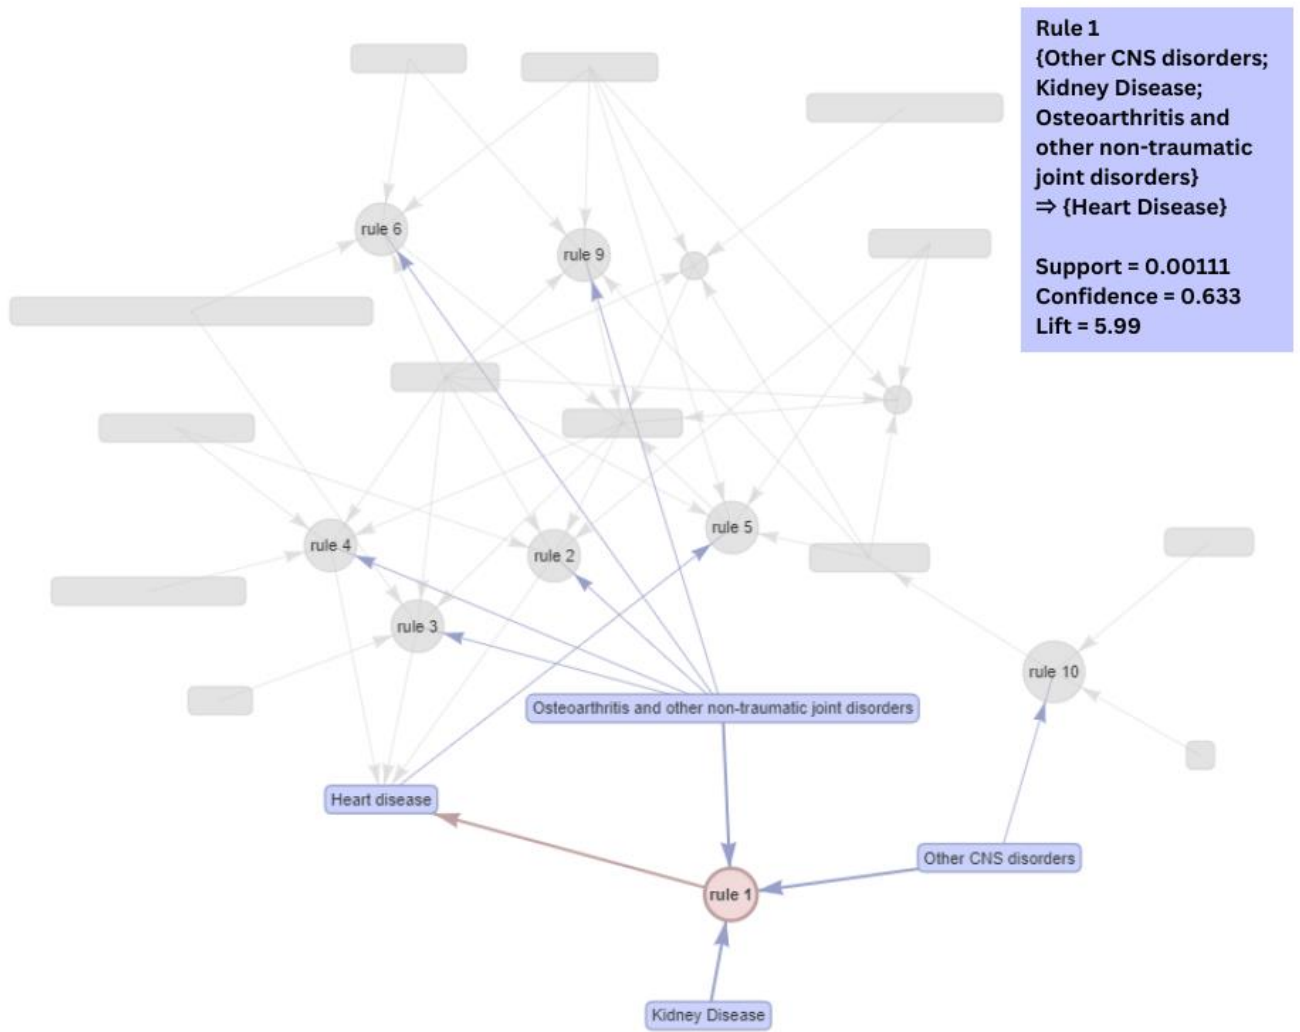 Rule 1
{Other CNS disorders;
Kidney Disease;
Osteoarthritis and
other non-traumatic
joint disorders}
⇒ {Heart Disease}
Support = 0.00111
Confidence = 0.633
Lift = 5.99
rule 6
rule 9
rule 5
rule 4
rule 2
rule 3
rule 10
Osteoarthritis and other non-traumatic joint disorders
Heart disease
Other CNS disorders
rule 1
Kidney Disease